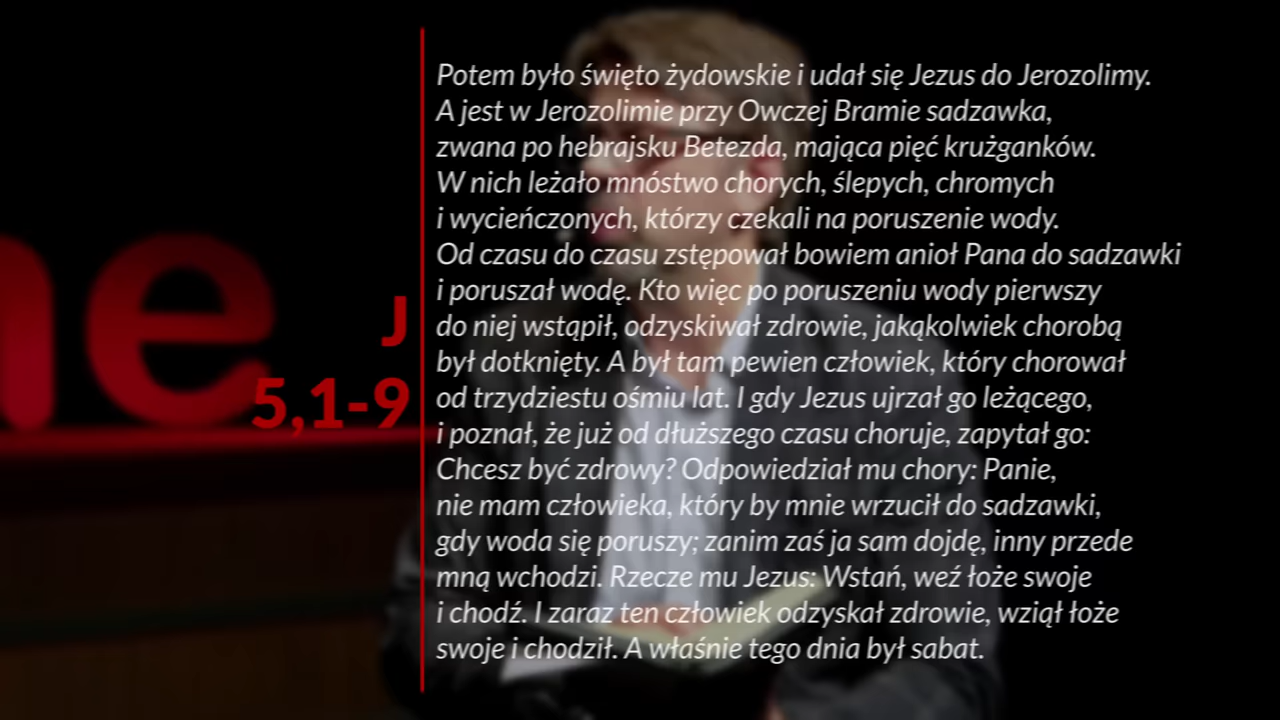 ne
J
5,1-9
Potem było święto żydowskie i udał się Jezus do Jerozolimy.
A jest w Jerozolimie przy Owczej Bramie sadzawka,
zwana po hebrajsku Betezda, mająca pięć krużganków.
W nich leżało mnóstwo chorych, ślepych, chromych
i wycieńczonych, którzy czekali na poruszenie wody.
Od czasu do czasu zstępował bowiem anioł Pana do sadzawki
i poruszał wodę. Kto więc po poruszeniu wody pierwszy
do niej wstąpił, odzyskiwał zdrowie, jakąkolwiek chorobą
był dotknięty. A był tam pewien człowiek, który chorował
od trzydziestu ośmiu lat. I gdy Jezus ujrzał go leżącego,
i poznał, że już od dłuższego czasu choruje, zapytał go:
Chcesz być zdrowy? Odpowiedział mu chory: Panie,
nie mam człowieka, który by mnie wrzucił do sadzawki,
gdy woda się poruszy; zanim zaś ja sam dojdę, inny przede
mną wchodzi. Rzecze mu Jezus: Wstań, weź łoże swoje
i chodź. I zaraz ten człowiek odzyskał zdrowie, wziął łoże
swoje i chodził. A właśnie tego dnia był sabat.